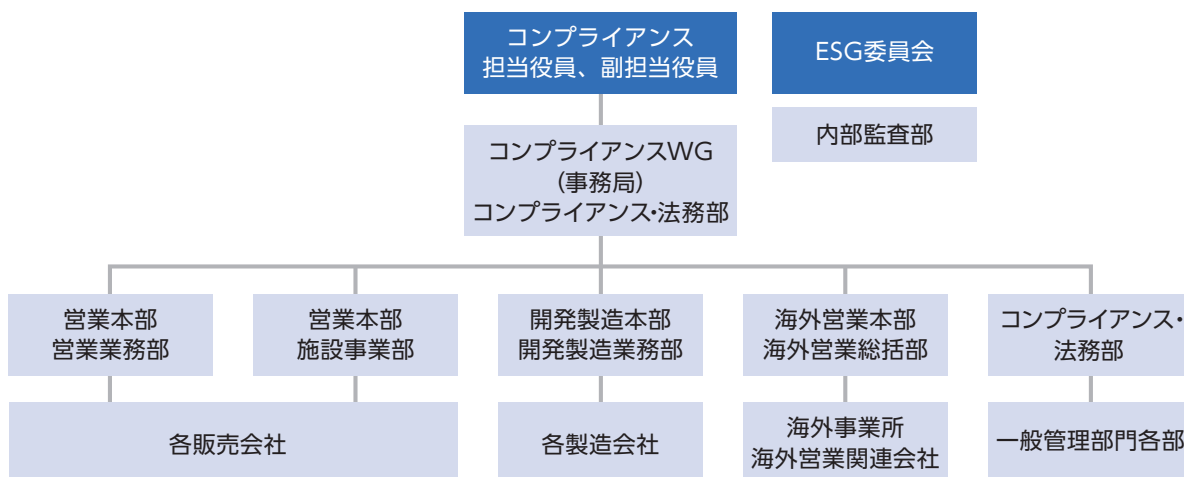 コンプライアンス
担当役員、副担当役員
ESG委員会
内部監査部
コンプライアンスWG
(事務局)
コンプライアンス・法務部
営業本部
営業業務部
営業本部
施設事業部
開発製造本部
開発製造業務部
海外営業本部
海外営業総括部
コンプライアンス・
法務部
各販売会社
各製造会社
海外事業所
海外営業関連会社
一般管理部門各部